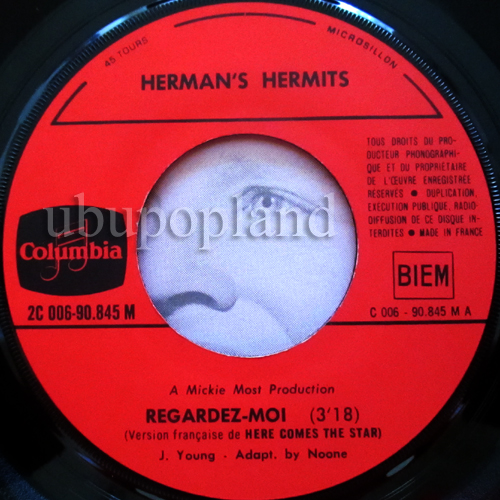 45 TOURS
MICROSILLON
HERMAN'S HERMITS
TOUS DROITS DU PRO-
DUCTEUR PHONOGRAPHI-
QUE ET DU PROPRIETAIRE
DE L'ŒUVRE ENREGISTREE
RESERVES • DUPLICATION,
EXECUTION PUBLIQUE, RADIO-
DIFFUSION DE CE DISQUE IN-
TERDITES • MADE IN FRANCE
ubupopland
Columbia
BIEM
2C 006-90.845 M
C 006 - 90.845 M A
A Mickie Most Production
REGARDEZ-MOI (3'18)
(Version française de HERE COMES THE STAR)
J. Young - Adapt. by Noone